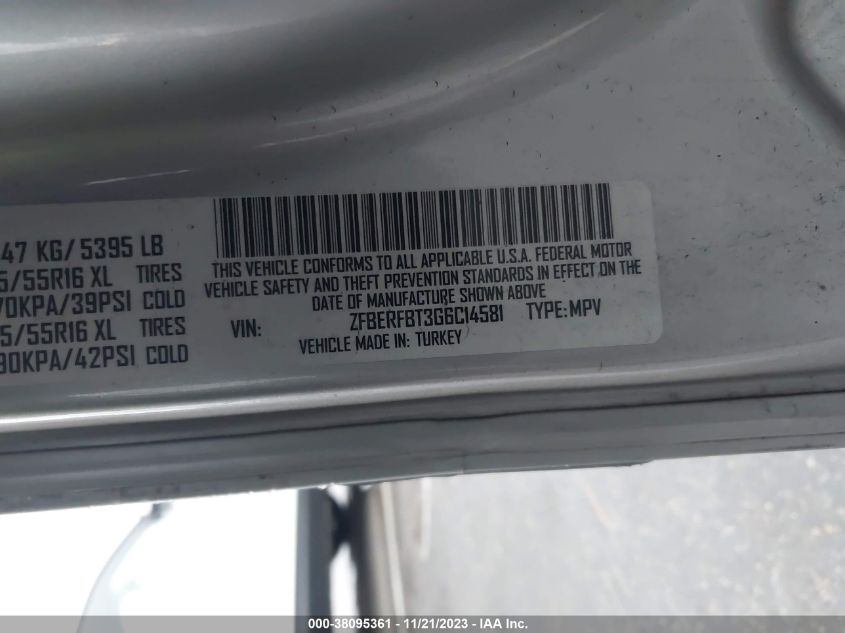 47 KG/ 5395 LB
5/55R16 XL TIRES
70KPA/39PSI COLD
5/55R16 XL TIRES
90KPA/42PSI COLD
THIS VEHICLE CONFORMS TO ALL APPLICABLE U.S.A. FEDERAL MOTOR
VEHICLE SAFETY AND THEFT PREVENTION STANDARDS IN EFFECT ON THE
DATE OF MANUFACTURE SHOWN ABOVE
VIN: ZFBERFBT3G6C14581 TYPE: MPV
VEHICLE MADE IN: TURKEY
000-38095361 - 11/21/2023 - IAA Inc.